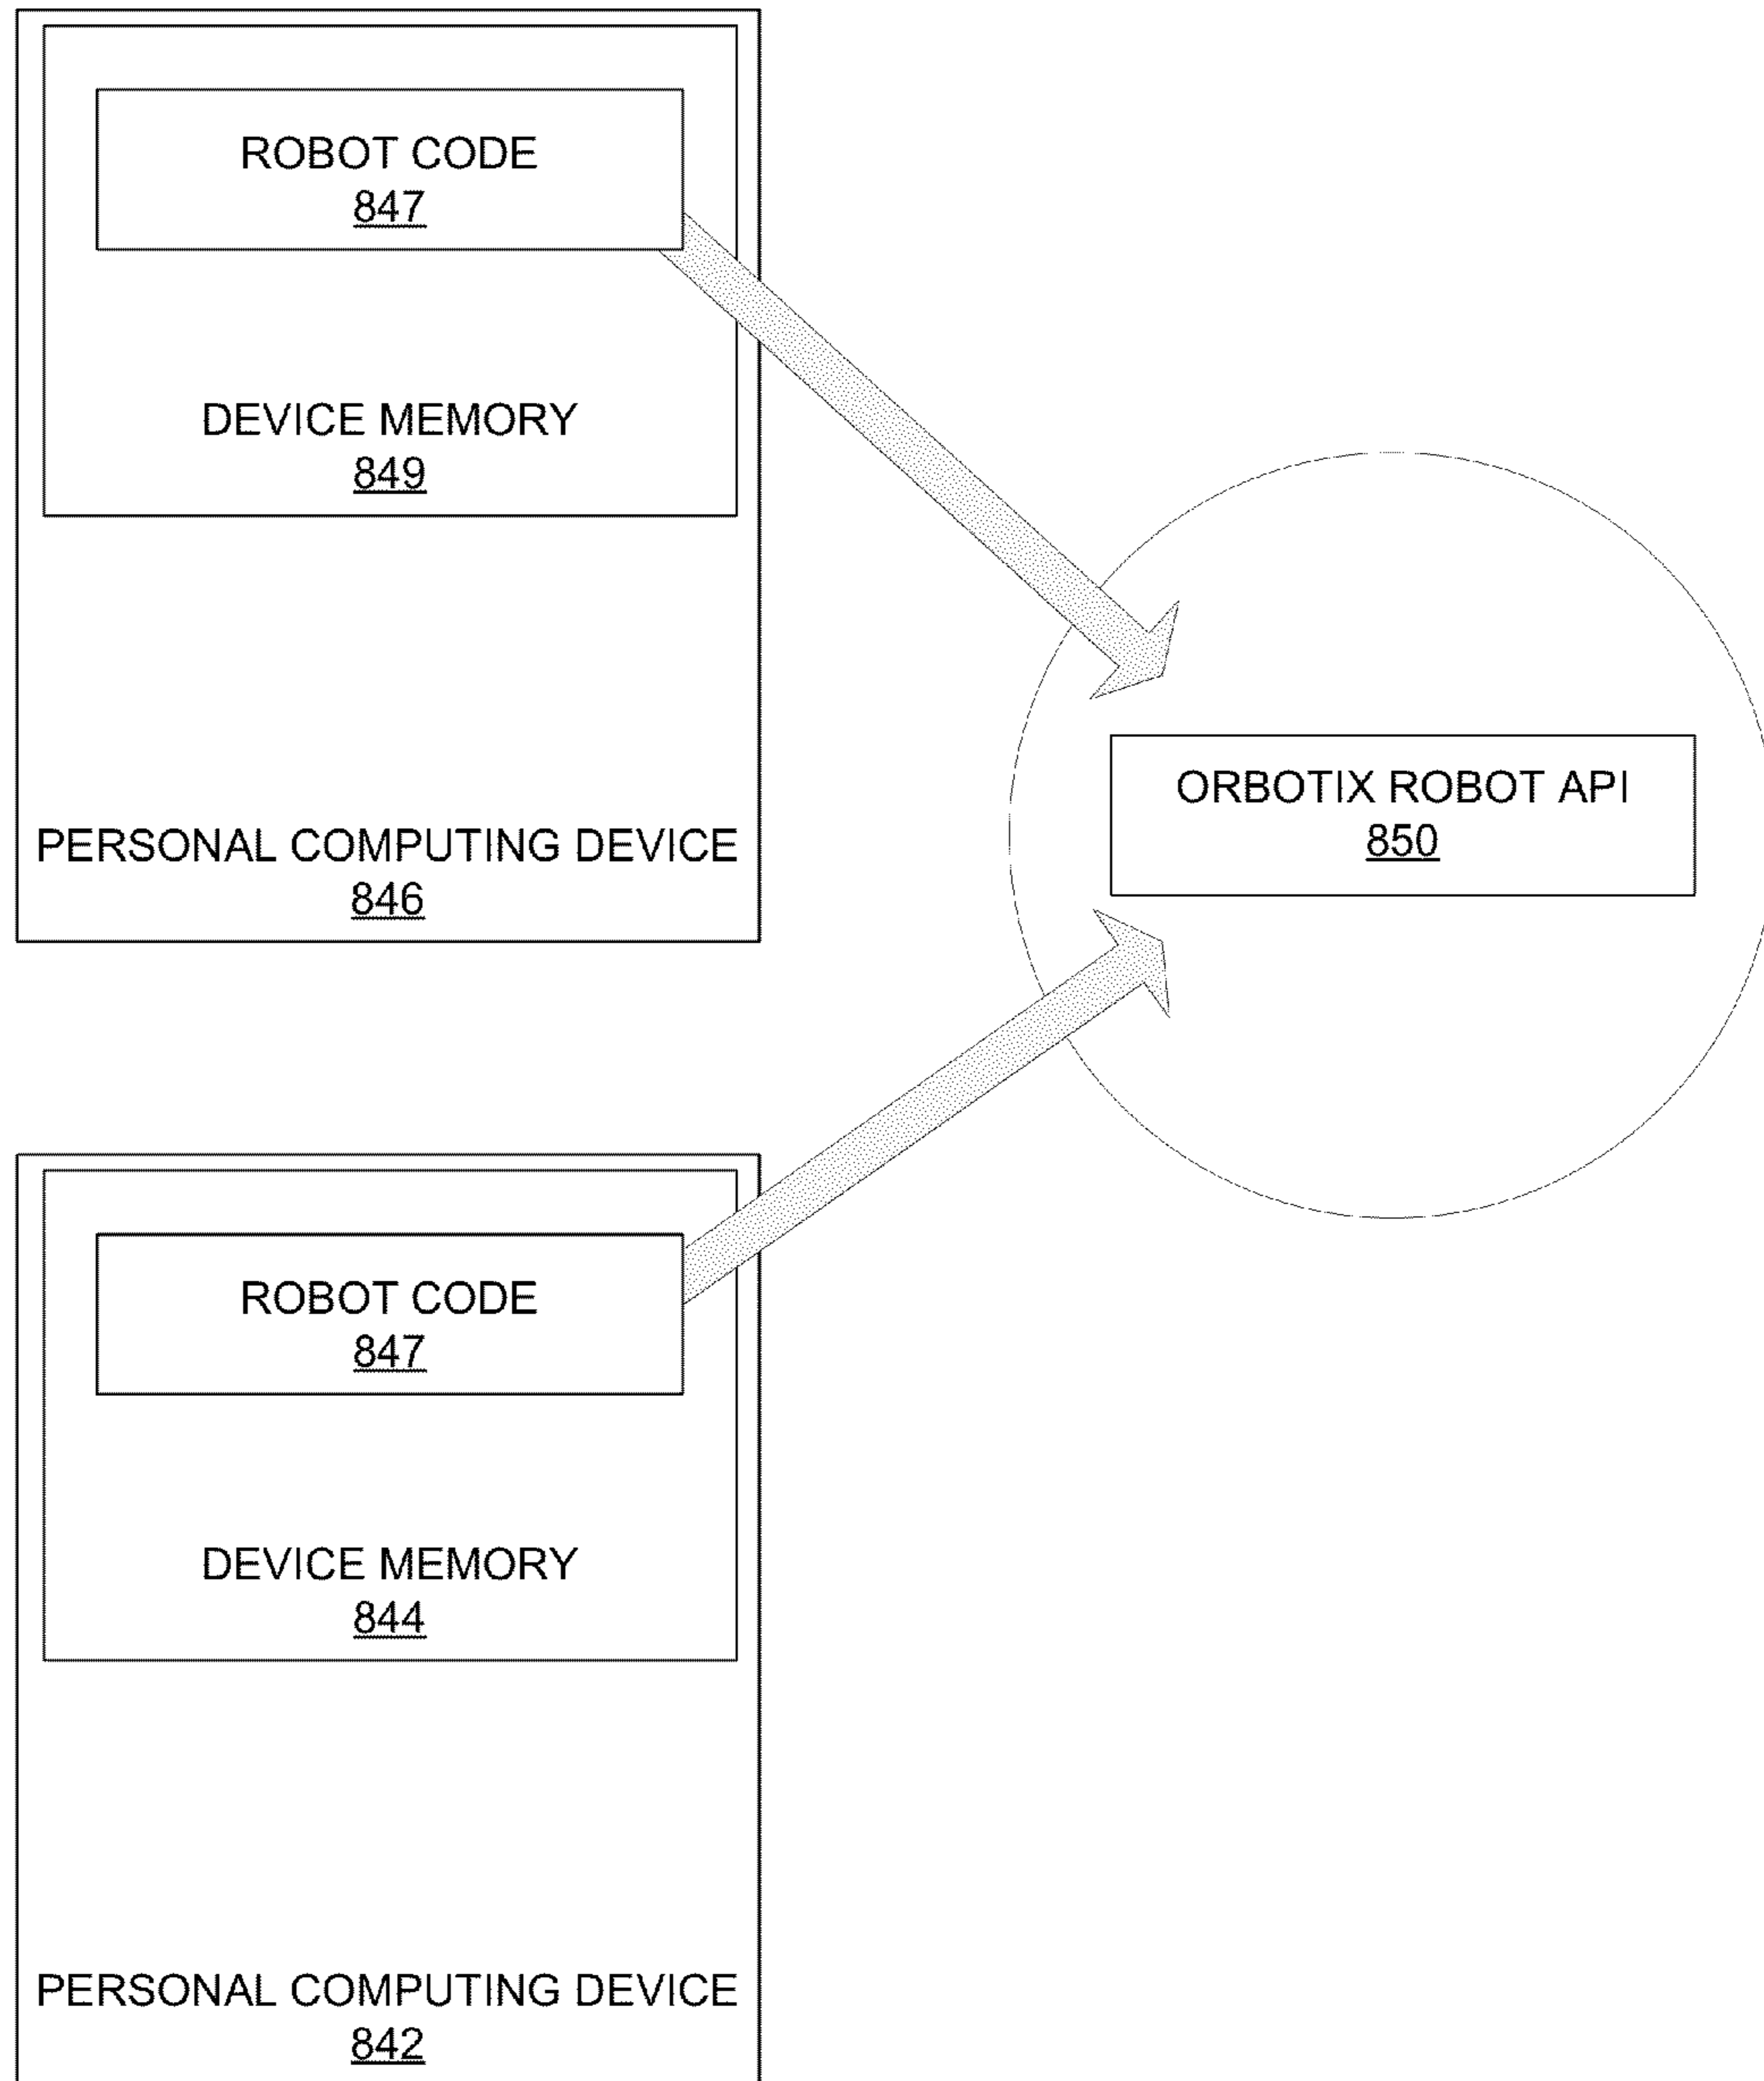 ROBOT CODE
847
DEVICE MEMORY
849
PERSONAL COMPUTING DEVICE
846
ORBOTIX ROBOT API
850
ROBOT CODE
847
DEVICE MEMORY
844
PERSONAL COMPUTING DEVICE
842